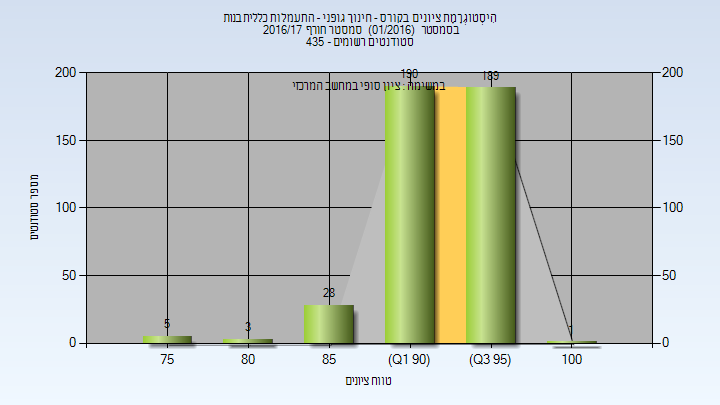 הִיסְטוֹגְרַמַּת ציונים בקורס - חינוך גופני - התעמלות כללית בנות
בסמסטר (01/2016) סמסטר חורף 2016/17
סטודנטים רשומים - 435
במשימה: ציון סופי במחשב המרכזי
200
150
100
50
0
200
150
100
50
0
מספר סטודנטים
5
3
28
190
189
1
75
80
85
(Q1 90)
(Q3 95)
100
טווח ציונים